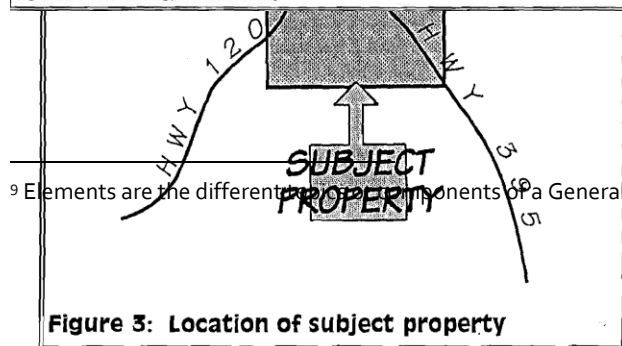 HWY 120
HWY 395
SUBJECT
⁹ Elements are the different components of a General
PROPERTY
Figure 3: Location of subject property